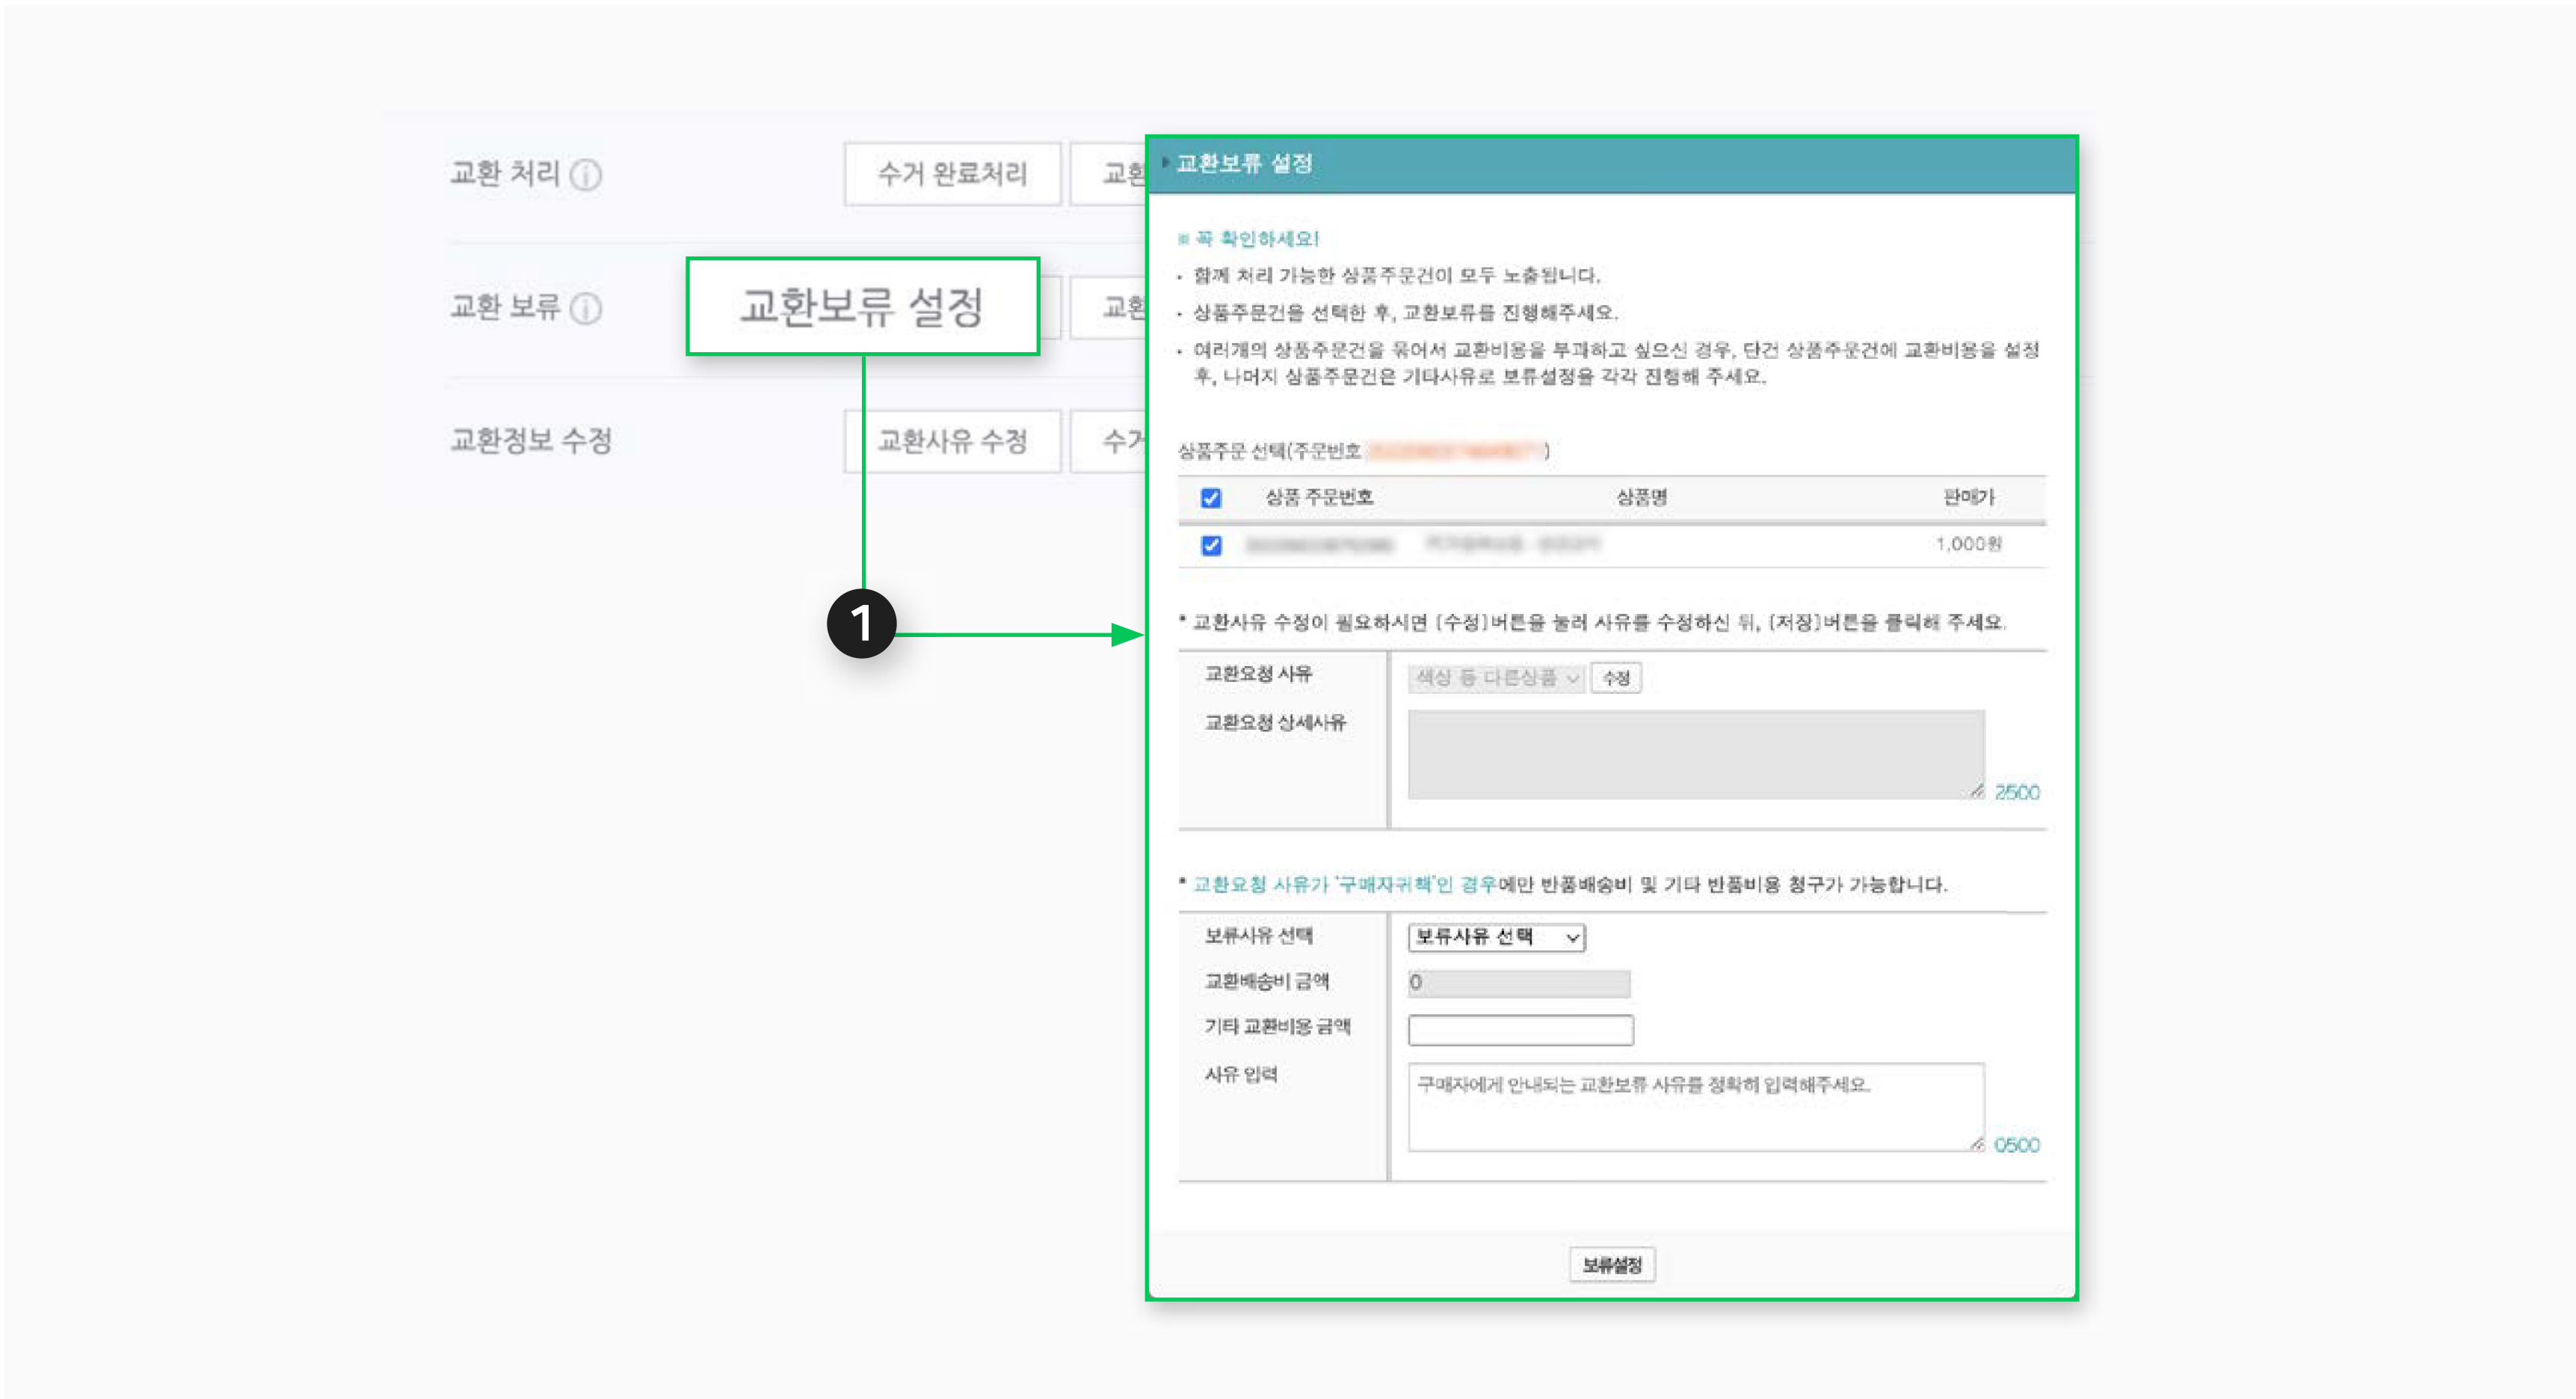 교환 처리
수거 완료처리
교환
교환 보류
교환보류 설정
교환
교환정보 수정
교환사유 수정
수거
1
교환보류 설정
※ 꼭 확인하세요!
• 함께 처리 가능한 상품주문건이 모두 노출됩니다.
• 상품주문건을 선택한 후, 교환보류를 진행해주세요.
• 여러개의 상품주문건을 묶어서 교환비용을 부과하고 싶으신 경우, 단건 상품주문건에 교환비용을 설정
후, 나머지 상품주문건은 기타사유로 보류설정을 각각 진행해 주세요.
상품주문 선택(주문번호 )
상품 주문번호 상품명 판매가
1,000원
* 교환사유 수정이 필요하시면 [수정]버튼을 눌러 사유를 수정하신 뒤, [저장]버튼을 클릭해 주세요.
교환요청 사유 색상 등 다른상품 수정
교환요청 상세사유
2500
* 교환요청 사유가 '구매자귀책'인 경우에만 반품배송비 및 기타 반품비용 청구가 가능합니다.
보류사유 선택 보류사유 선택
교환배송비 금액 0
기타 교환비용 금액
사유 입력 구매자에게 안내되는 교환보류 사유를 정확히 입력해주세요.
0500
보류설정